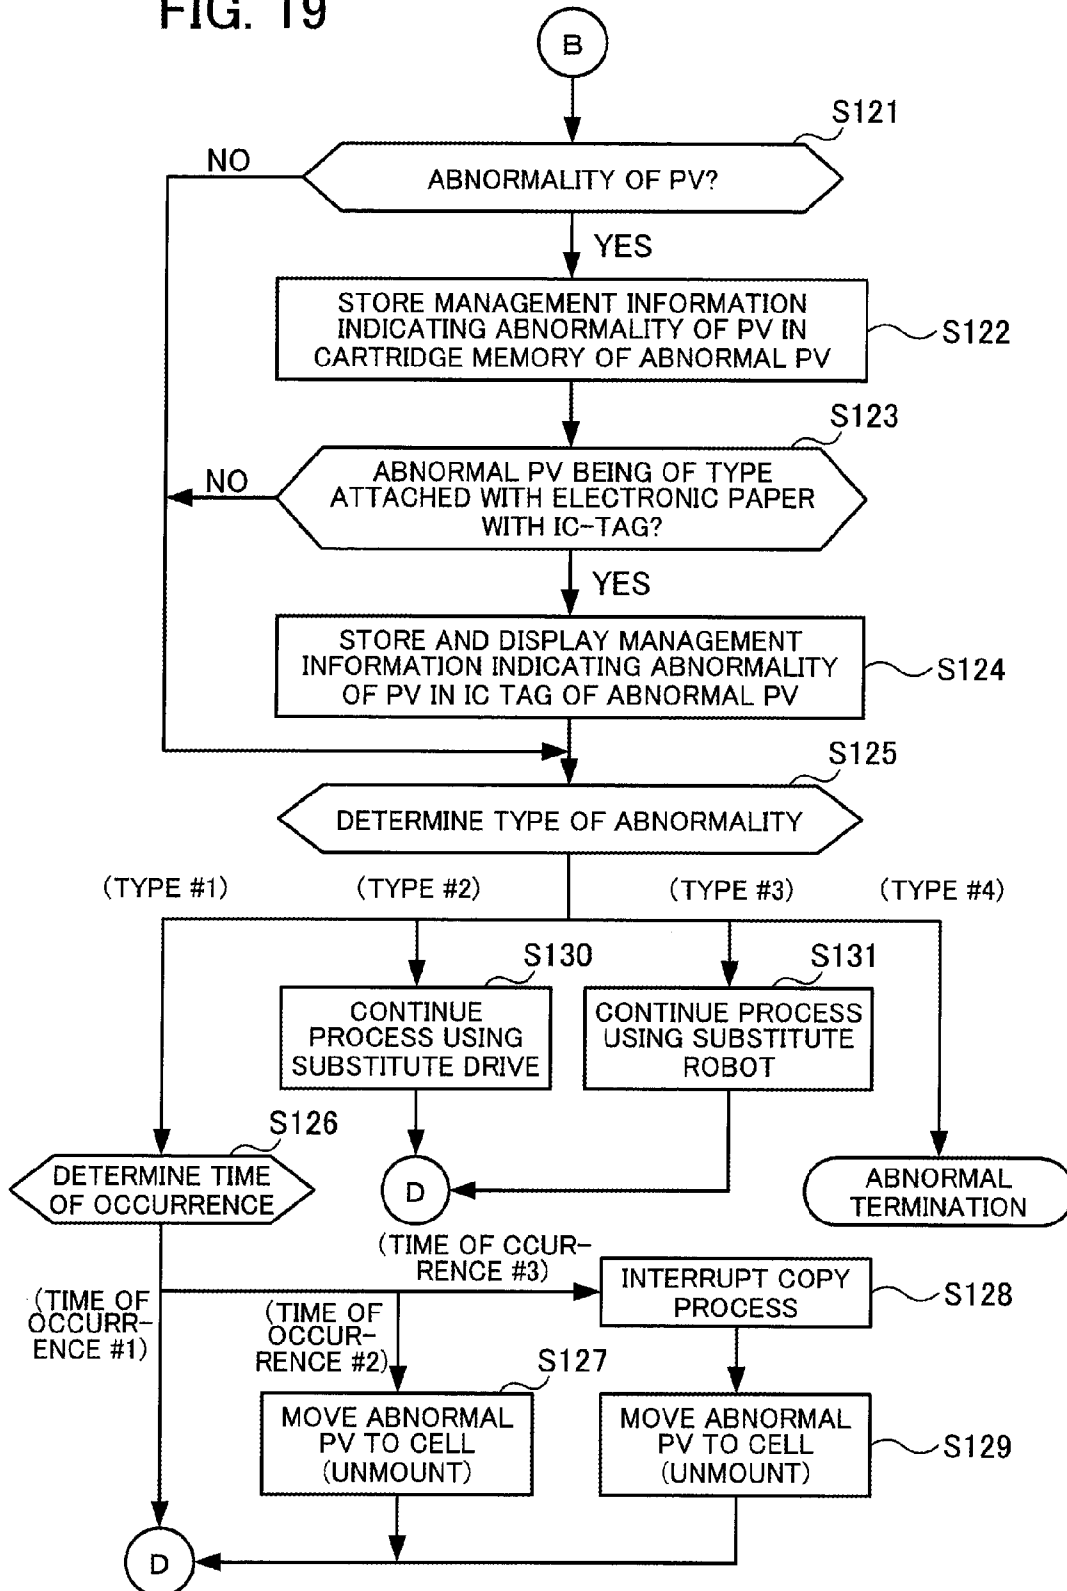 FIG. 19
B
S121
NO
ABNORMALITY OF PV?
YES
STORE MANAGEMENT INFORMATION
INDICATING ABNORMALITY OF PV IN
CARTRIDGE MEMORY OF ABNORMAL PV
S122
S123
NO
ABNORMAL PV BEING OF TYPE
ATTACHED WITH ELECTRONIC PAPER
WITH IC-TAG?
YES
STORE AND DISPLAY MANAGEMENT
INFORMATION INDICATING ABNORMALITY
OF PV IN IC TAG OF ABNORMAL PV
S124
S125
DETERMINE TYPE OF ABNORMALITY
(TYPE #1)
(TYPE #2)
(TYPE #3)
(TYPE #4)
S130
CONTINUE
PROCESS USING
SUBSTITUTE DRIVE
S131
CONTINUE PROCESS
USING SUBSTITUTE
ROBOT
S126
DETERMINE TIME
OF OCCURRENCE
D
ABNORMAL
TERMINATION
(TIME OF CCUR-
RENCE #3)
(TIME OF
OCCURR-
ENCE #1)
(TIME OF
OCCUR-
RENCE #2)
INTERRUPT COPY
PROCESS
S128
S127
MOVE ABNORMAL
PV TO CELL
(UNMOUNT)
MOVE ABNORMAL
PV TO CELL
(UNMOUNT)
S129
D